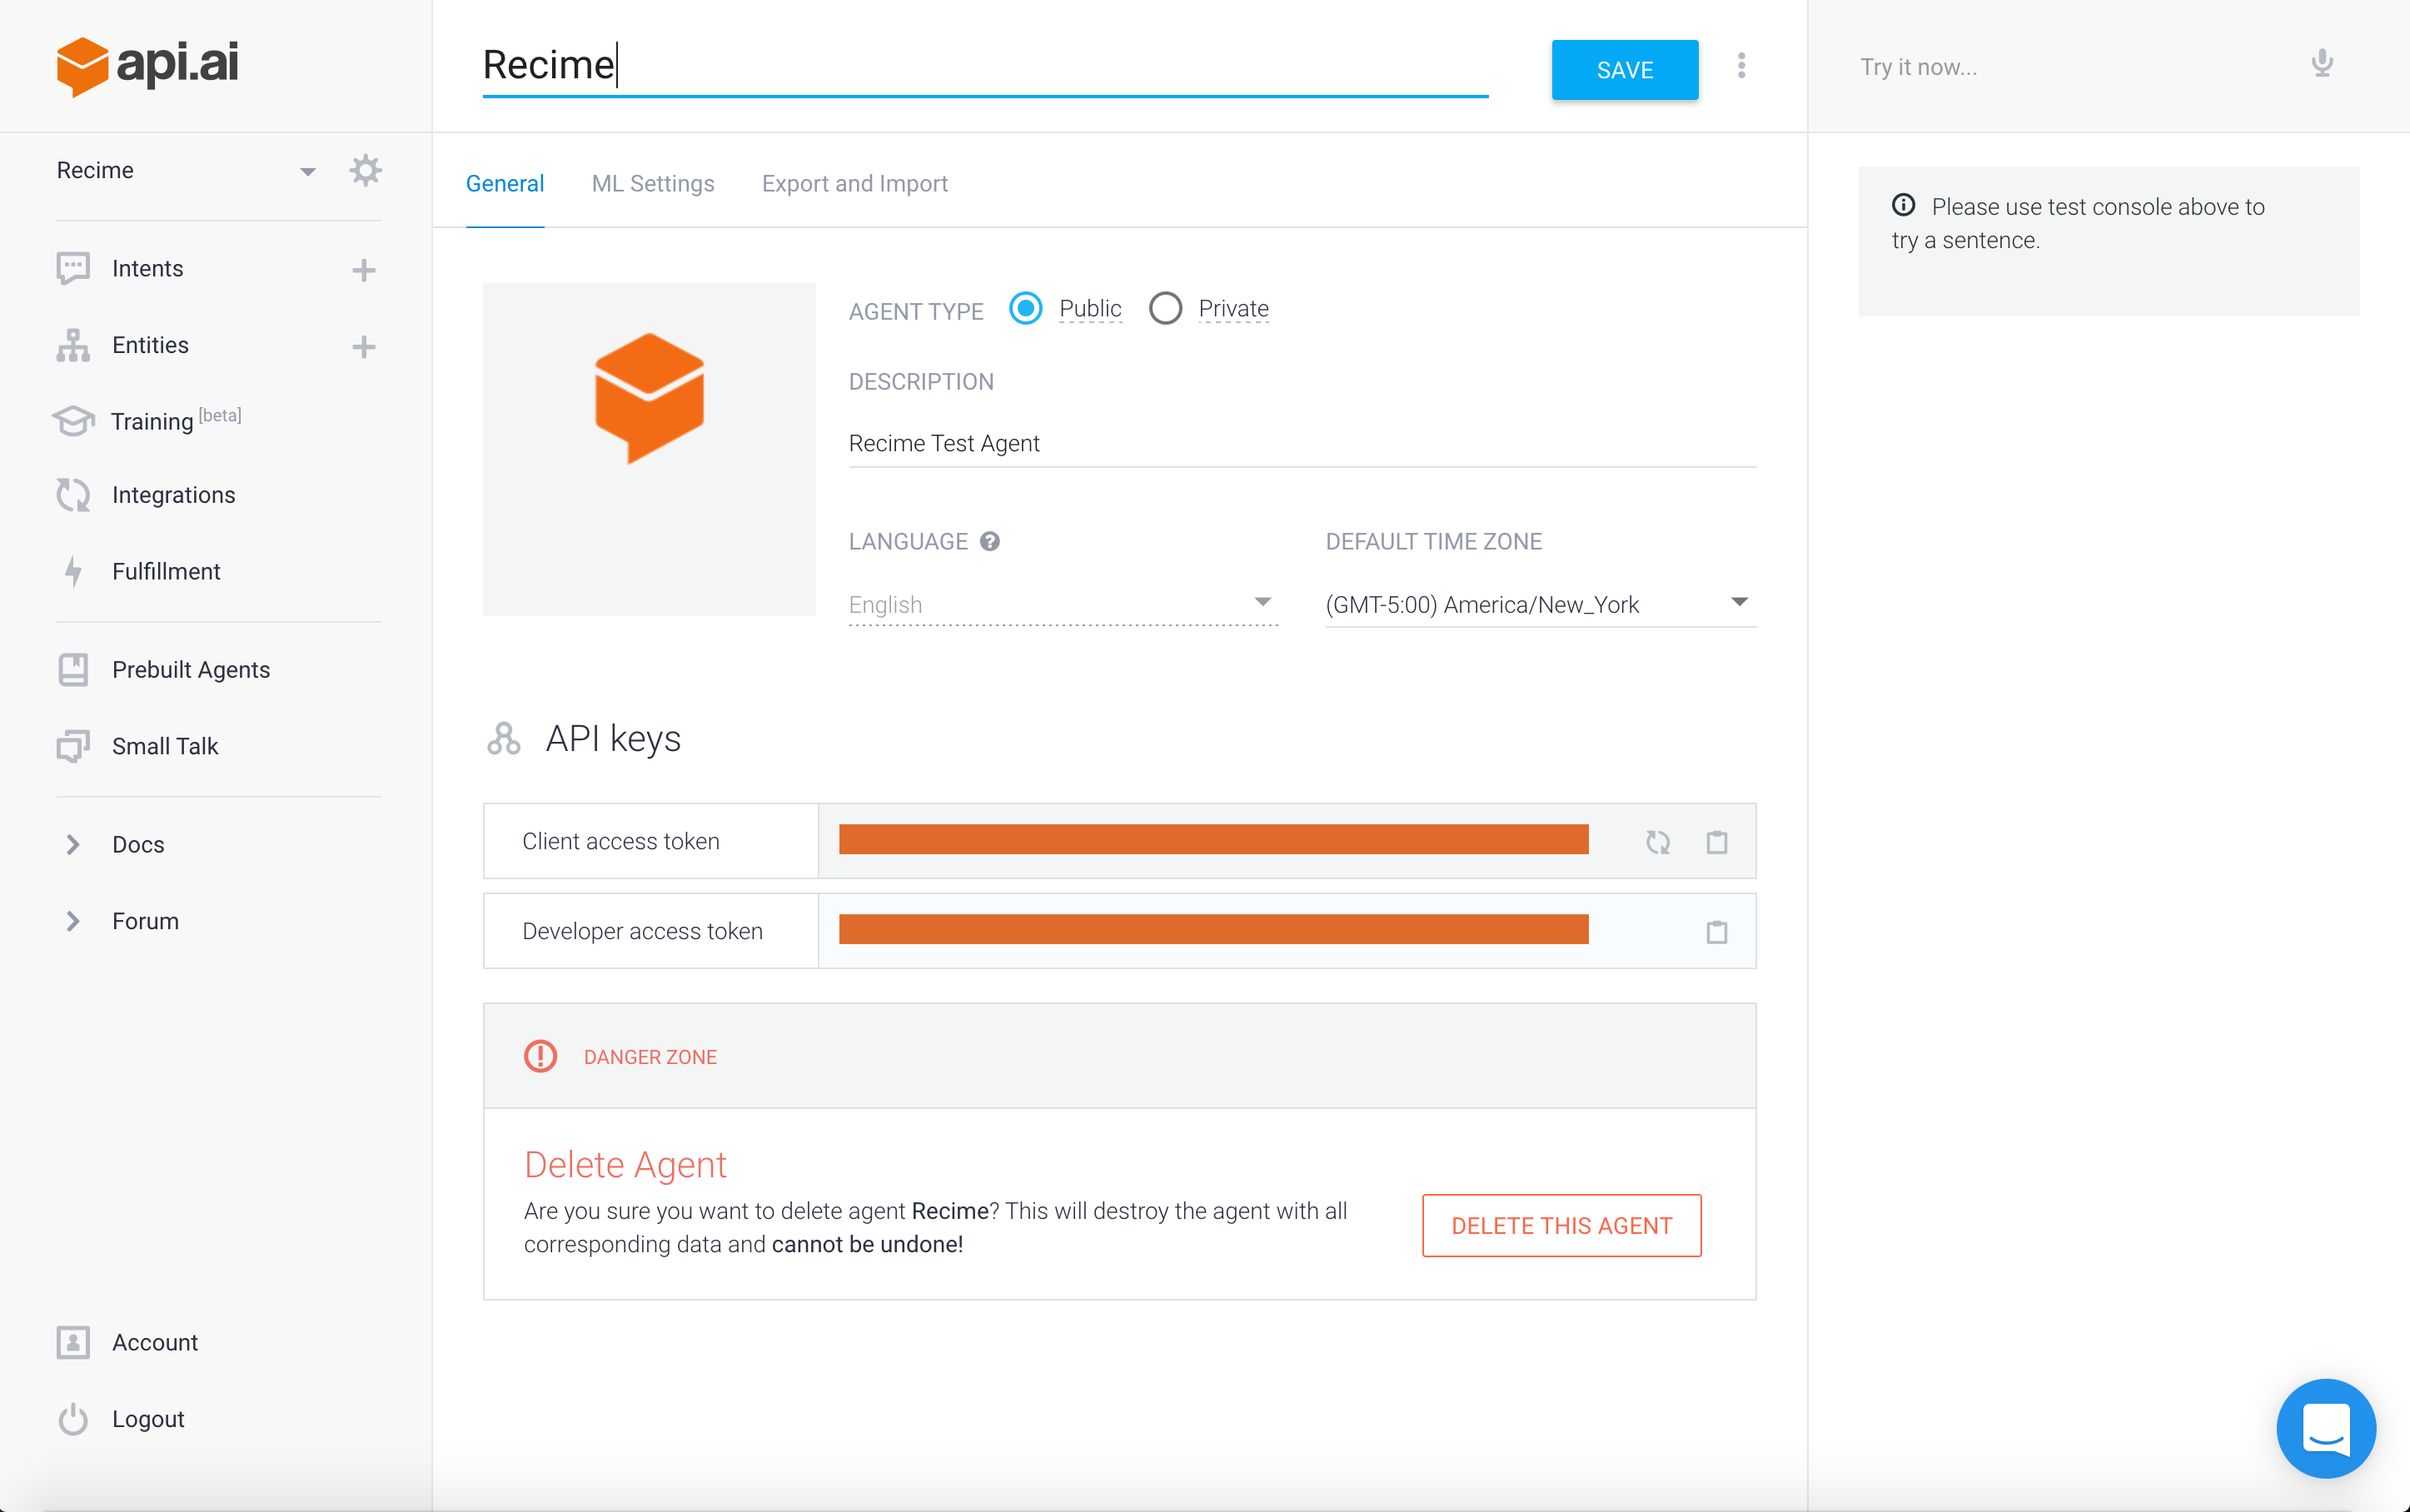 api.ai
Recime
SAVE
Try it now...
Recime
Intents
Entities
Training [beta]
Integrations
Fulfillment
Prebuilt Agents
Small Talk
Docs
Forum
Account
Logout
General ML Settings Export and Import
AGENT TYPE Public Private
DESCRIPTION
Recime Test Agent
LANGUAGE ? DEFAULT TIME ZONE
English (GMT-5:00) America/New_York
API keys
Client access token
Developer access token
DANGER ZONE
Delete Agent
Are you sure you want to delete agent Recime? This will destroy the agent with all
corresponding data and cannot be undone!
DELETE THIS AGENT
Please use test console above to
try a sentence.